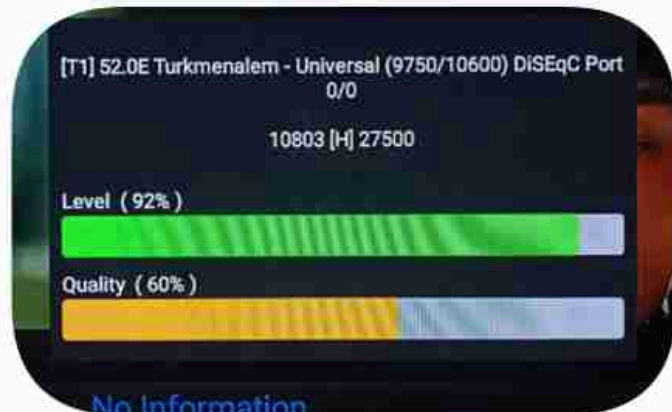 [T1] 52.0E Turkmenalem - Universal (9750/10600) DiSEqC Port
0/0
10803 [H] 27500
Level ( 92% )
Quality ( 60% )
No Information